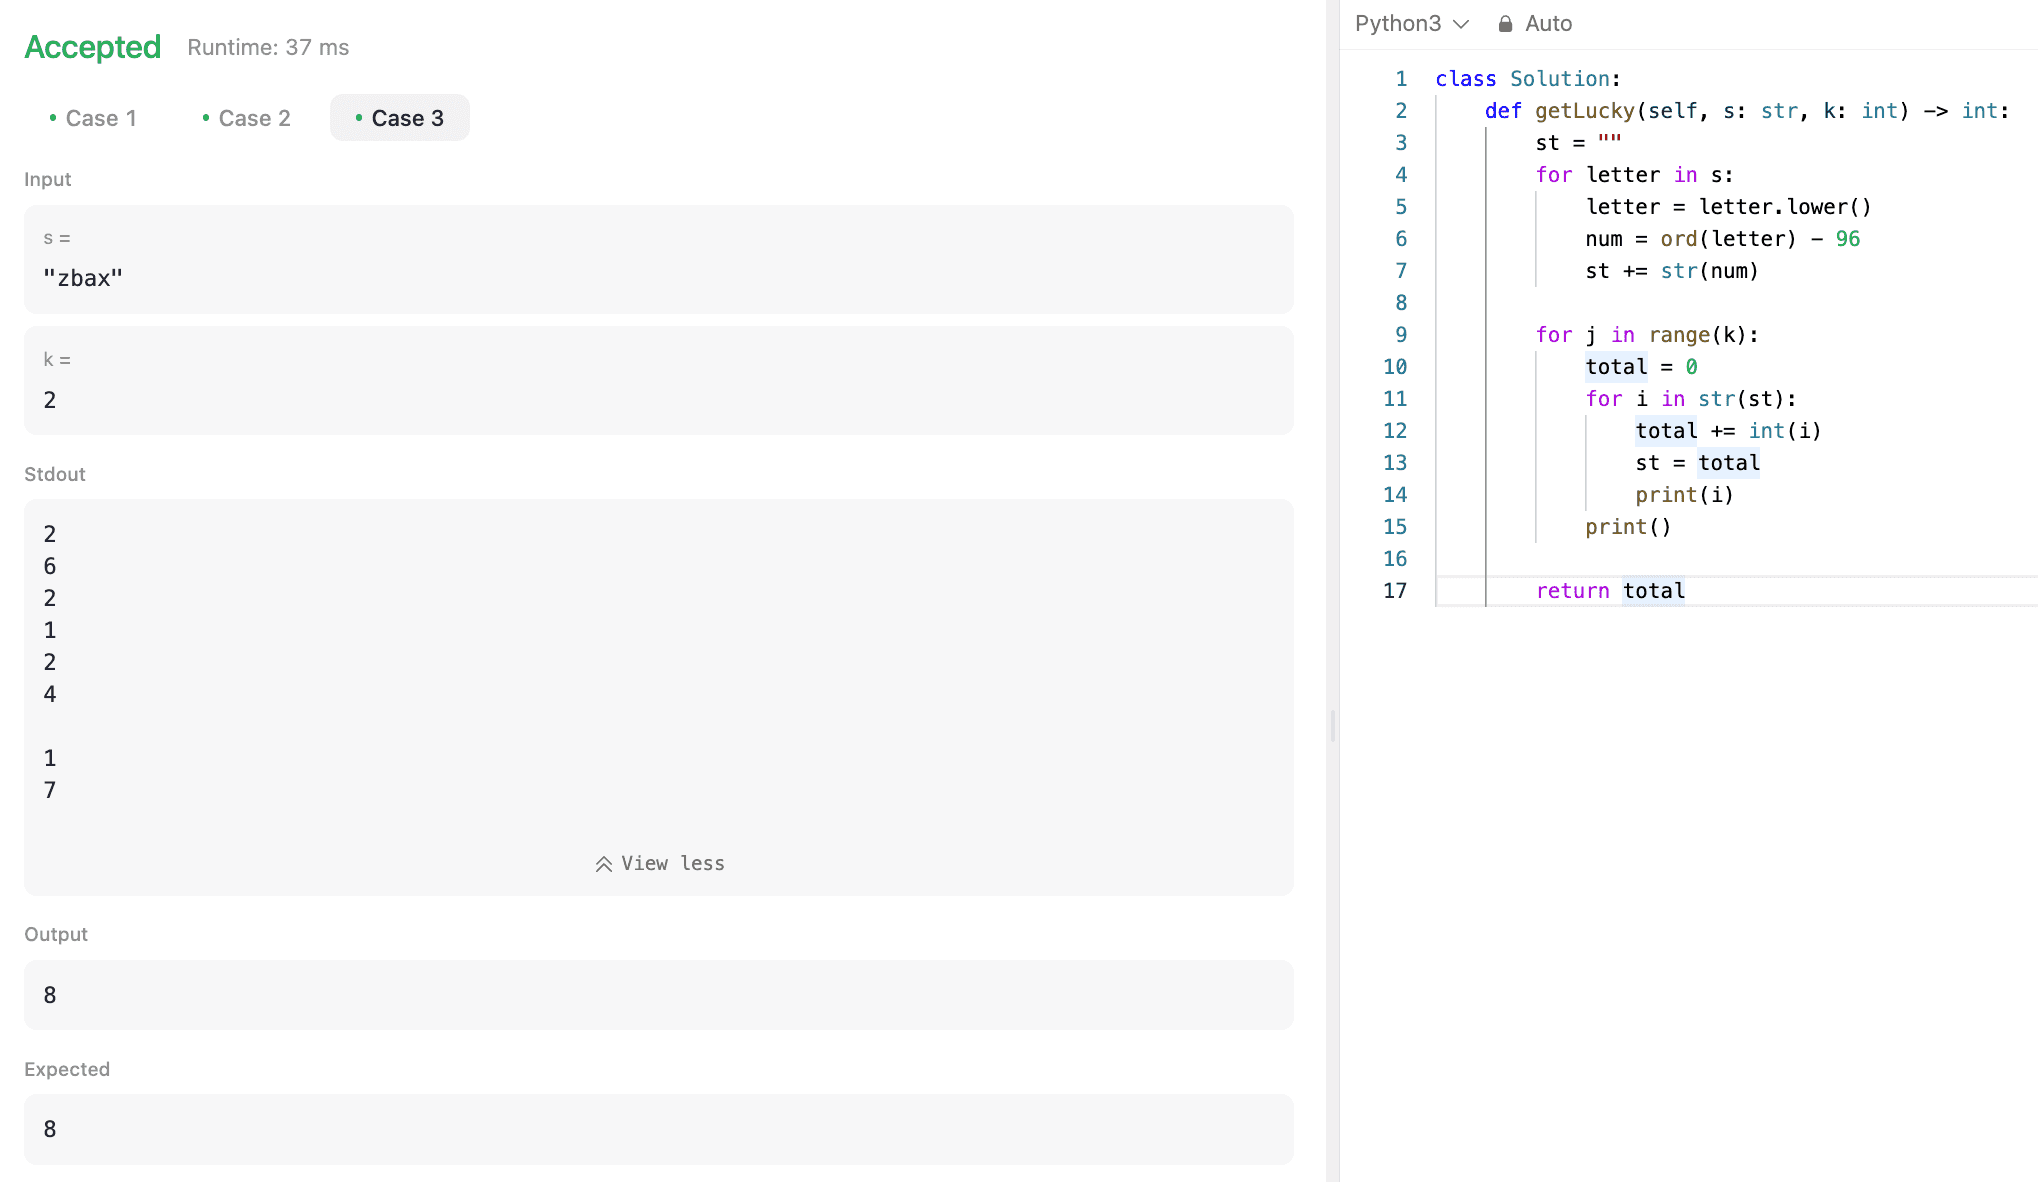 Accepted Runtime: 37 ms
• Case 1 • Case 2 • Case 3
Input
s =
"zbax"
k =
2
Stdout
2
6
2
1
2
4

1
7

View less
Output
8
Expected
8
Python3 Auto
1 class Solution:
2     def getLucky(self, s: str, k: int) -> int:
3         st = ""
4         for letter in s:
5             letter = letter.lower()
6             num = ord(letter) - 96
7             st += str(num)
8
9         for j in range(k):
10             total = 0
11             for i in str(st):
12                 total += int(i)
13                 st = total
14                 print(i)
15             print()
16
17         return total